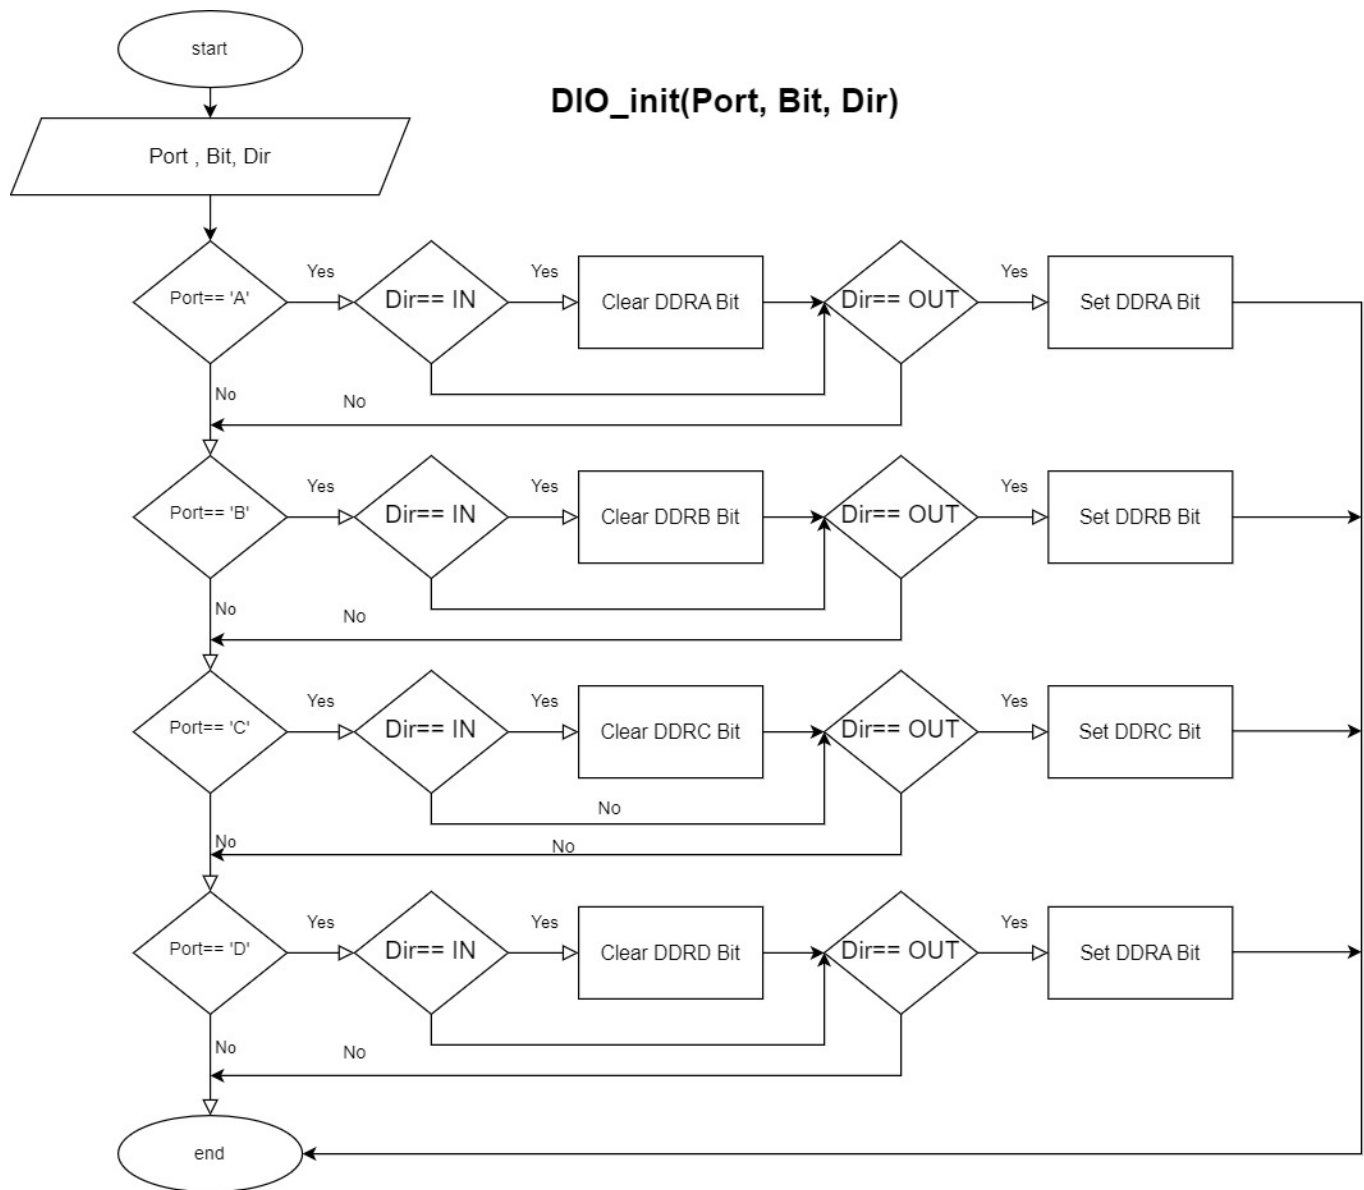 start
DIO_init(Port, Bit, Dir)
Port , Bit, Dir
Port== 'A'
Yes
Dir== IN
Yes
Clear DDRA Bit
Dir== OUT
Yes
Set DDRA Bit
No
No
Port== 'B'
Yes
Dir== IN
Yes
Clear DDRB Bit
Dir== OUT
Yes
Set DDRB Bit
No
No
Port== 'C'
Yes
Dir== IN
Yes
Clear DDRC Bit
Dir== OUT
Yes
Set DDRC Bit
No
No
No
Port== 'D'
Yes
Dir== IN
Yes
Clear DDRD Bit
Dir== OUT
Yes
Set DDRA Bit
No
No
end